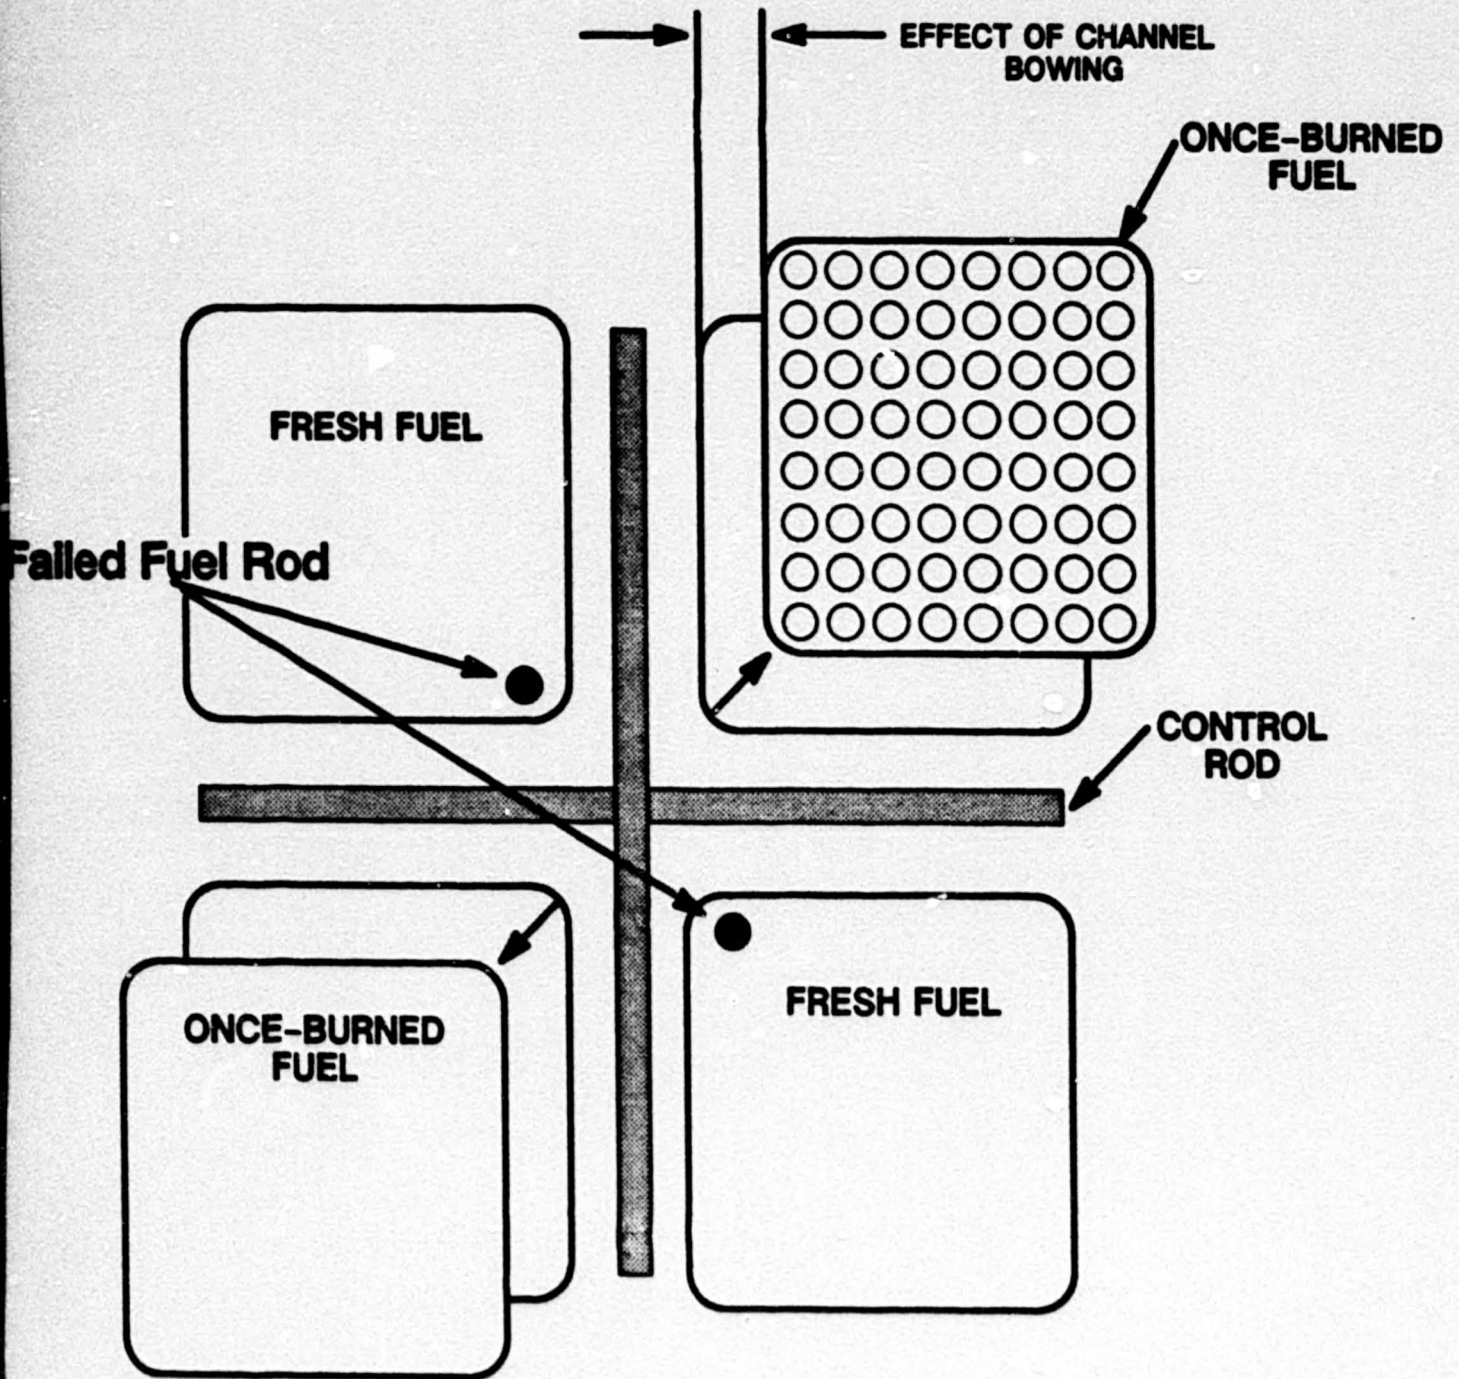 EFFECT OF CHANNEL
BOWING
ONCE-BURNED
FUEL
FRESH FUEL
Failed Fuel Rod
CONTROL
ROD
ONCE-BURNED
FUEL
FRESH FUEL